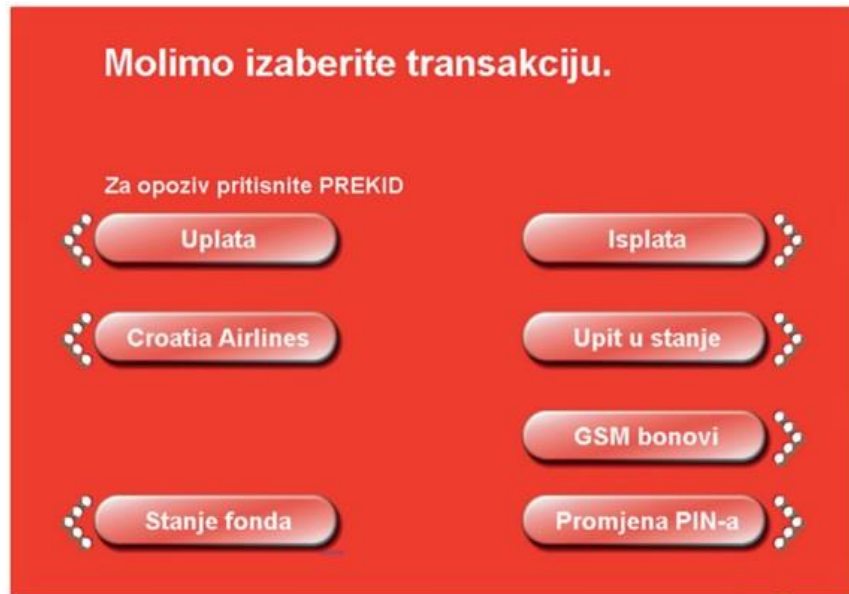 Molimo izaberite transakciju.
Za opoziv pritisnite PREKID
Uplata
Isplata
Croatia Airlines
Upit u stanje
GSM bonovi
Stanje fonda
Promjena PIN-a